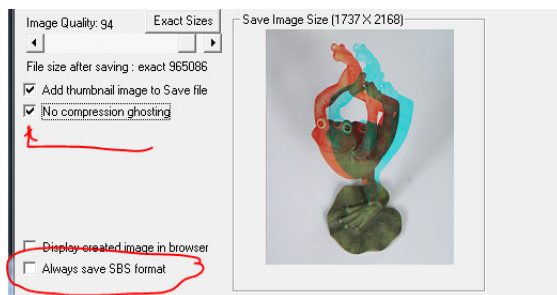 Image Quality: 94
Exact Sizes
Save Image Size (1737 X 2168)
File size after saving : exact 965086
Add thumbnail image to Save file
No compression ghosting
Display created image in browser
Always save SBS format